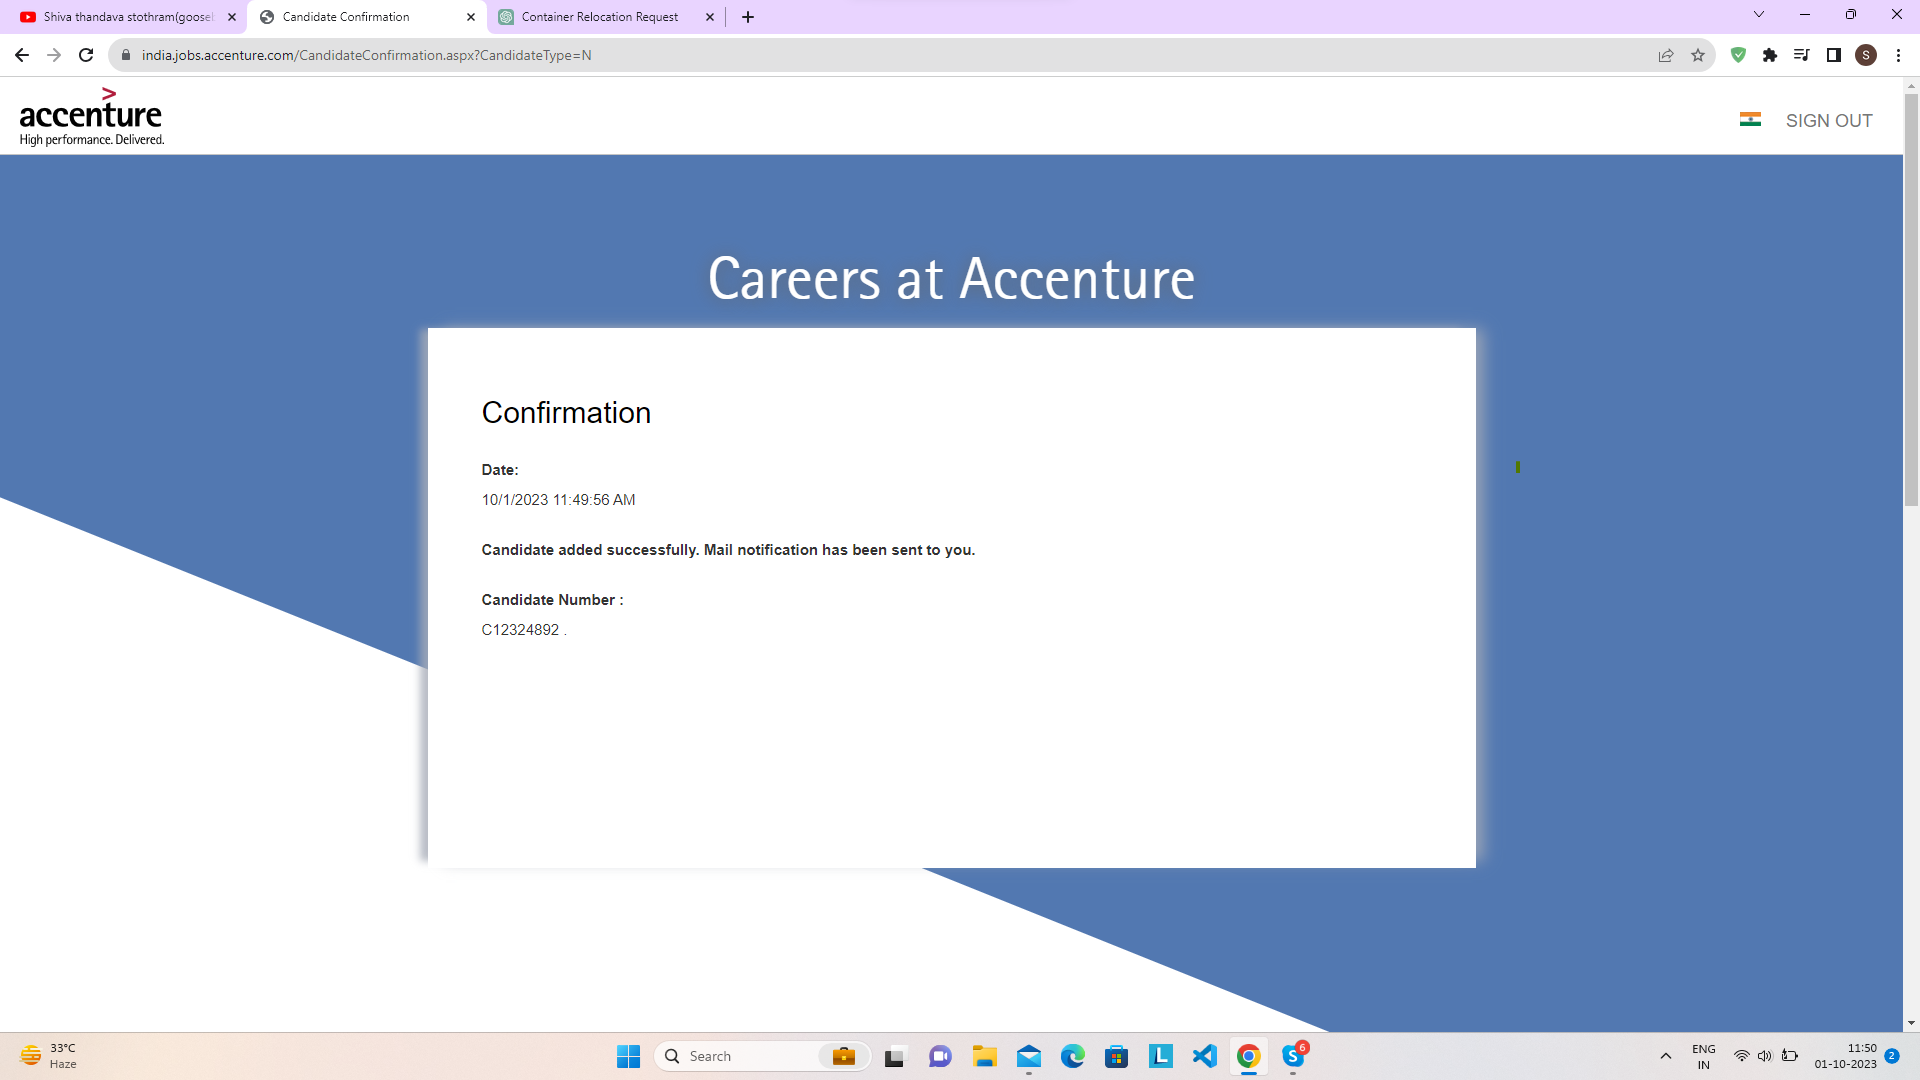 Shiva thandava stothram(goose
Candidate Confirmation
Container Relocation Request
india.jobs.accenture.com/CandidateConfirmation.aspx?CandidateType=N
S
>
accenture
High performance. Delivered.
SIGN OUT
Careers at Accenture
Confirmation
Date:
10/1/2023 11:49:56 AM
Candidate added successfully. Mail notification has been sent to you.
Candidate Number :
C12324892 .
33°C
Haze
Search
L
S
6
ENG
IN
11:50
01-10-2023
2